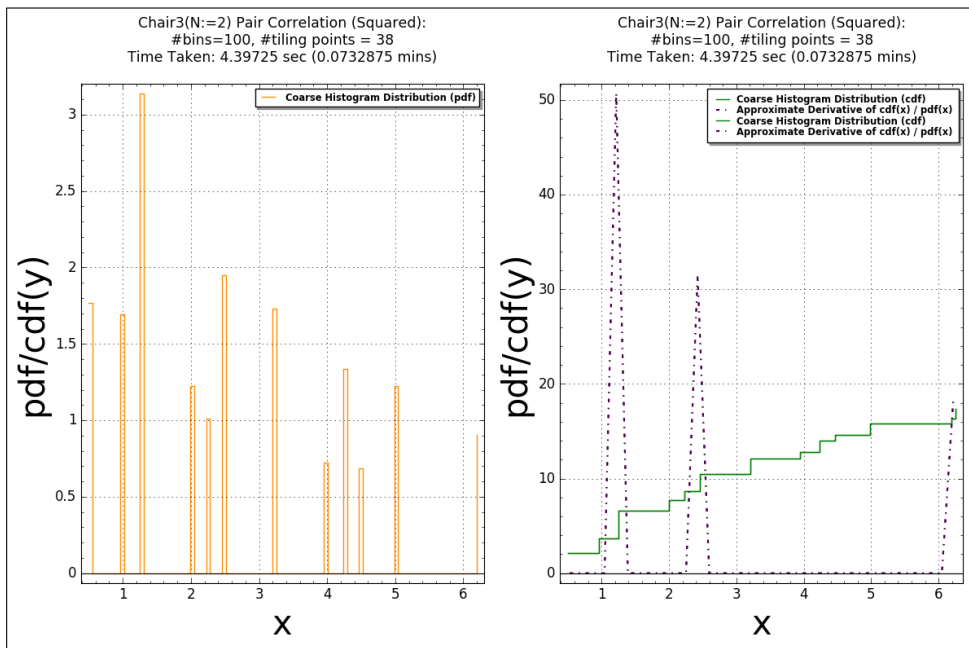 Chair3(N:=2) Pair Correlation (Squared):
#bins=100, #tiling points = 38
Time Taken: 4.39725 sec (0.0732875 mins)
Coarse Histogram Distribution (pdf)
3
2.5
2
1.5
1
0.5
0
pdf/cdf(y)
1
2
3
4
5
6
x
Chair3(N:=2) Pair Correlation (Squared):
#bins=100, #tiling points = 38
Time Taken: 4.39725 sec (0.0732875 mins)
Coarse Histogram Distribution (cdf)
Approximate Derivative of cdf(x) / pdf(x)
Coarse Histogram Distribution (cdf)
Approximate Derivative of cdf(x) / pdf(x)
50
40
30
20
10
0
pdf/cdf(y)
1
2
3
4
5
6
x